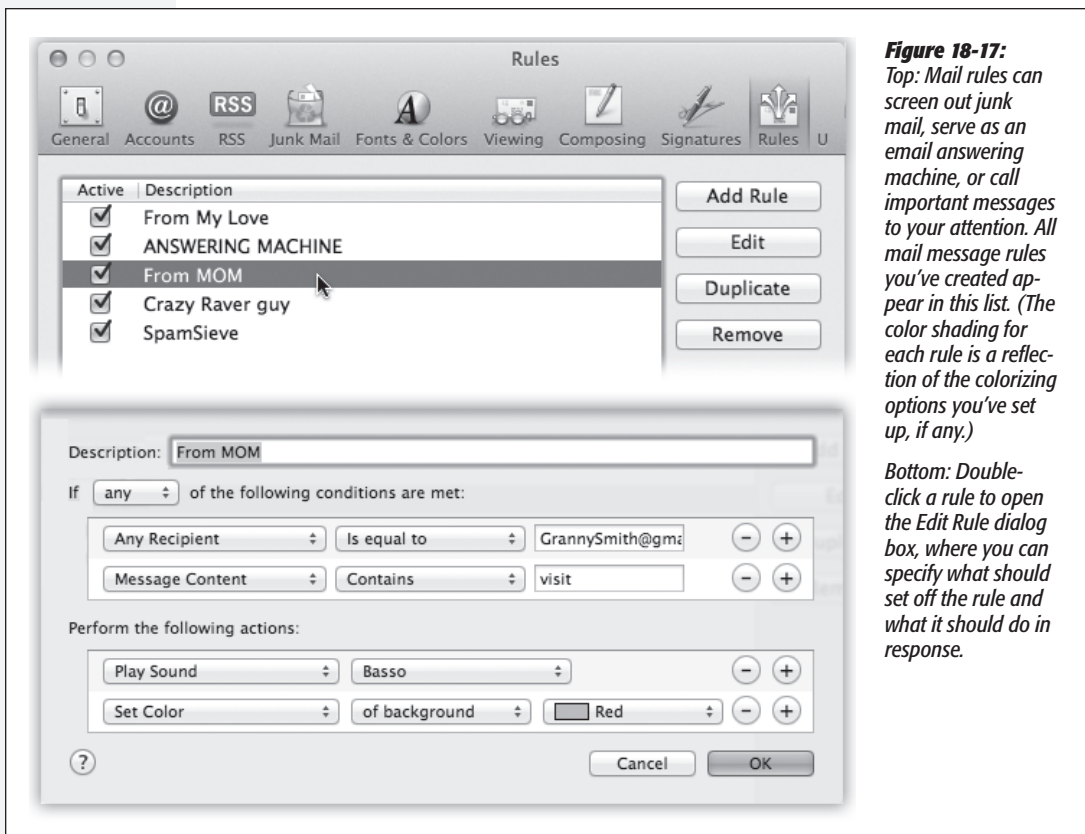 Rules
General Accounts RSS RSS Junk Mail Fonts & Colors Viewing Composing Signatures Rules U
Active Description
From My Love
ANSWERING MACHINE
From MOM
Crazy Raver guy
SpamSieve
Add Rule
Edit
Duplicate
Remove
Description: From MOM
If any of the following conditions are met:
Any Recipient Is equal to GrannySmith@gma
Message Content Contains visit
Perform the following actions:
Play Sound Basso
Set Color of background Red
? Cancel OK
Figure 18-17:
Top: Mail rules can
screen out junk
mail, serve as an
email answering
machine, or call
important messages
to your attention. All
mail message rules
you've created ap-
pear in this list. (The
color shading for
each rule is a reflec-
tion of the colorizing
options you've set
up, if any.)
Bottom: Double-
click a rule to open
the Edit Rule dialog
box, where you can
specify what should
set off the rule and
what it should do in
response.